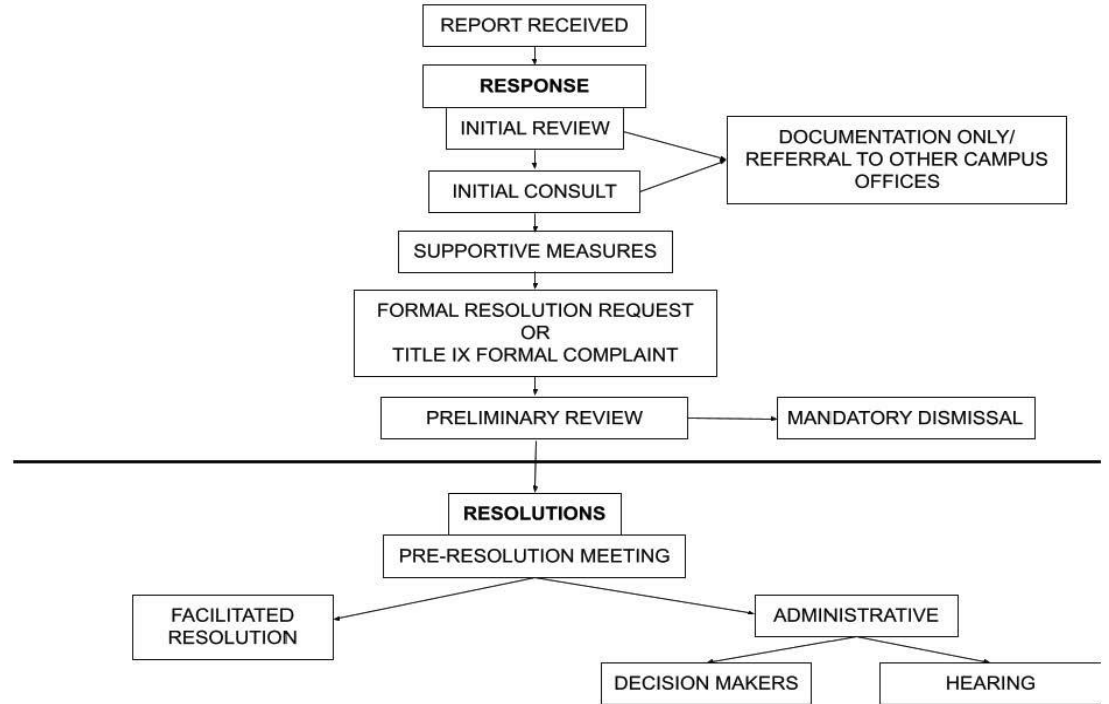 REPORT RECEIVED
RESPONSE
INITIAL REVIEW
DOCUMENTATION ONLY/
REFERRAL TO OTHER CAMPUS
OFFICES
INITIAL CONSULT
SUPPORTIVE MEASURES
FORMAL RESOLUTION REQUEST
OR
TITLE IX FORMAL COMPLAINT
PRELIMINARY REVIEW
MANDATORY DISMISSAL
RESOLUTIONS
PRE-RESOLUTION MEETING
FACILITATED
RESOLUTION
ADMINISTRATIVE
DECISION MAKERS
HEARING